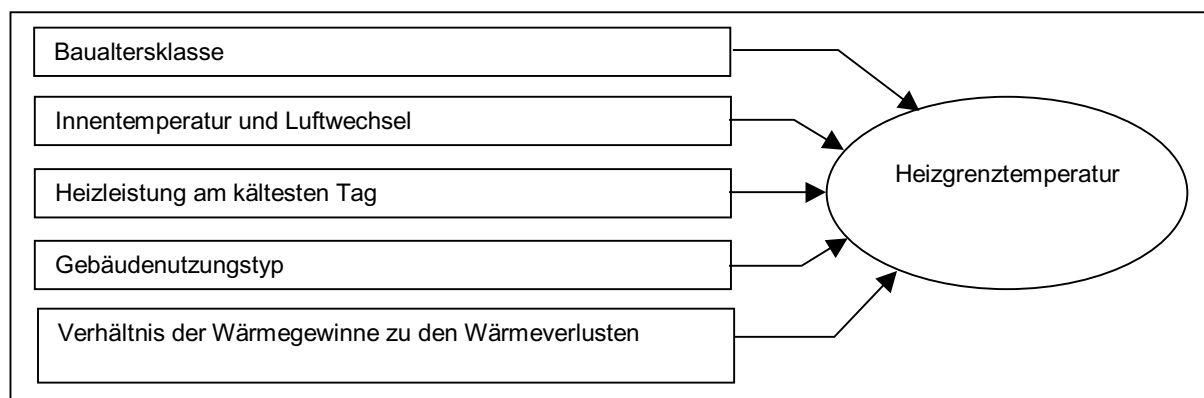 Baualtersklasse
Innentemperatur und Luftwechsel
Heizleistung am kältesten Tag
Gebäudenutzungstyp
Verhältnis der Wärmegewinne zu den Wärmeverlusten
Heizgrenztemperatur